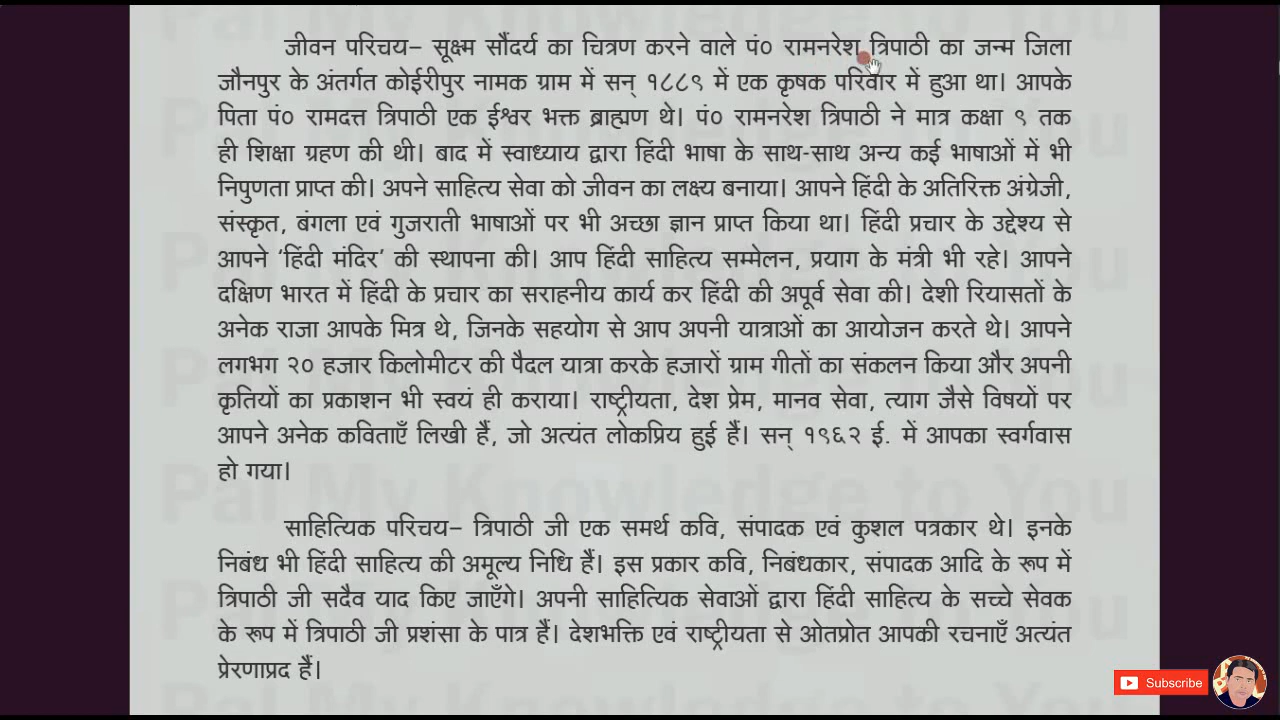 जीवन परिचय– सूक्ष्म सौंदर्य का चित्रण करने वाले पं० रामनरेश त्रिपाठी का जन्म जिला
जौनपुर के अंतर्गत कोईरीपुर नामक ग्राम में सन् १८८९ में एक कृषक परिवार में हुआ था। आपके
पिता पं० रामदत्त त्रिपाठी एक ईश्वर भक्त ब्राह्मण थे। पं० रामनरेश त्रिपाठी ने मात्र कक्षा ९ तक
ही शिक्षा ग्रहण की थी। बाद में स्वाध्याय द्वारा हिंदी भाषा के साथ-साथ अन्य कई भाषाओं में भी
निपुणता प्राप्त की। अपने साहित्य सेवा को जीवन का लक्ष्य बनाया। आपने हिंदी के अतिरिक्त अंग्रेजी,
संस्कृत, बंगला एवं गुजराती भाषाओं पर भी अच्छा ज्ञान प्राप्त किया था। हिंदी प्रचार के उद्देश्य से
आपने ‘हिंदी मंदिर’ की स्थापना की। आप हिंदी साहित्य सम्मेलन, प्रयाग के मंत्री भी रहे। आपने
दक्षिण भारत में हिंदी के प्रचार का सराहनीय कार्य कर हिंदी की अपूर्व सेवा की। देशी रियासतों के
अनेक राजा आपके मित्र थे, जिनके सहयोग से आप अपनी यात्राओं का आयोजन करते थे। आपने
लगभग २० हजार किलोमीटर की पैदल यात्रा करके हजारों ग्राम गीतों का संकलन किया और अपनी
कृतियों का प्रकाशन भी स्वयं ही कराया। राष्ट्रीयता, देश प्रेम, मानव सेवा, त्याग जैसे विषयों पर
आपने अनेक कविताएँ लिखी हैं, जो अत्यंत लोकप्रिय हुई हैं। सन् १९६२ ई. में आपका स्वर्गवास
हो गया।
साहित्यिक परिचय– त्रिपाठी जी एक समर्थ कवि, संपादक एवं कुशल पत्रकार थे। इनके
निबंध भी हिंदी साहित्य की अमूल्य निधि हैं। इस प्रकार कवि, निबंधकार, संपादक आदि के रूप में
त्रिपाठी जी सदैव याद किए जाएँगे। अपनी साहित्यिक सेवाओं द्वारा हिंदी साहित्य के सच्चे सेवक
के रूप में त्रिपाठी जी प्रशंसा के पात्र हैं। देशभक्ति एवं राष्ट्रीयता से ओतप्रोत आपकी रचनाएँ अत्यंत
प्रेरणाप्रद हैं।
Subscribe